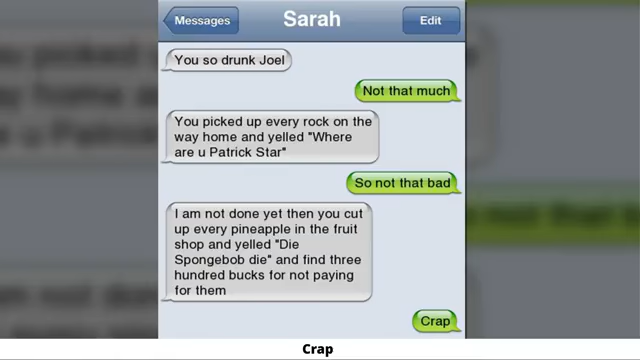 Messages
Sarah
Edit
You so drunk Joel
Not that much
You picked up every rock on the
way home and yelled "Where
are u Patrick Star"
So not that bad
I am not done yet then you cut
up every pineapple in the fruit
shop and yelled "Die
Spongebob die" and find three
hundred bucks for not paying
for them
Crap
Crap